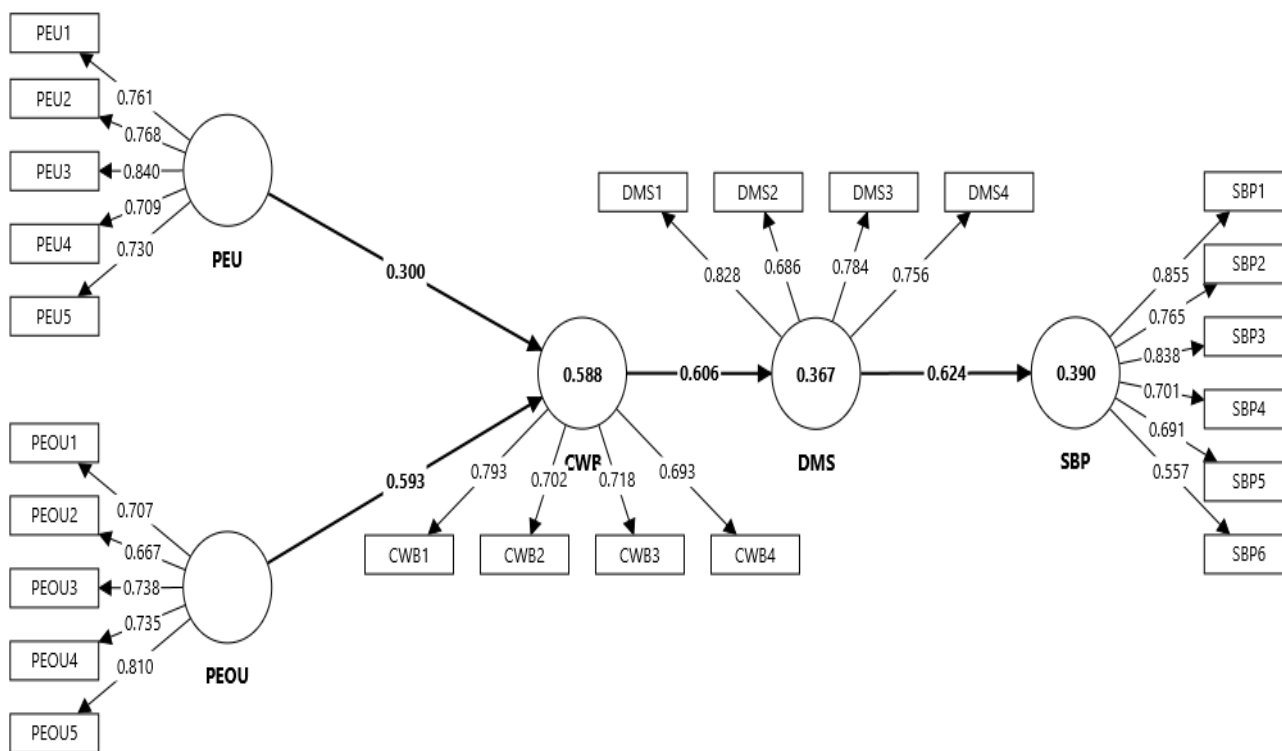 PEU1
PEU2
PEU3
PEU4
PEU5
0.761
0.768
0.840
0.709
0.730
PEU
0.300
PEOU1
PEOU2
PEOU3
PEOU4
PEOU5
0.707
0.667
0.738
0.735
0.810
PEOU
0.593
0.588
CWB
0.793
0.702
0.718
0.693
CWB1
CWB2
CWB3
CWB4
0.606
DMS1
DMS2
DMS3
DMS4
0.828
0.686
0.784
0.756
0.367
DMS
0.624
0.390
SBP
0.855
0.765
0.838
0.701
0.691
0.557
SBP1
SBP2
SBP3
SBP4
SBP5
SBP6